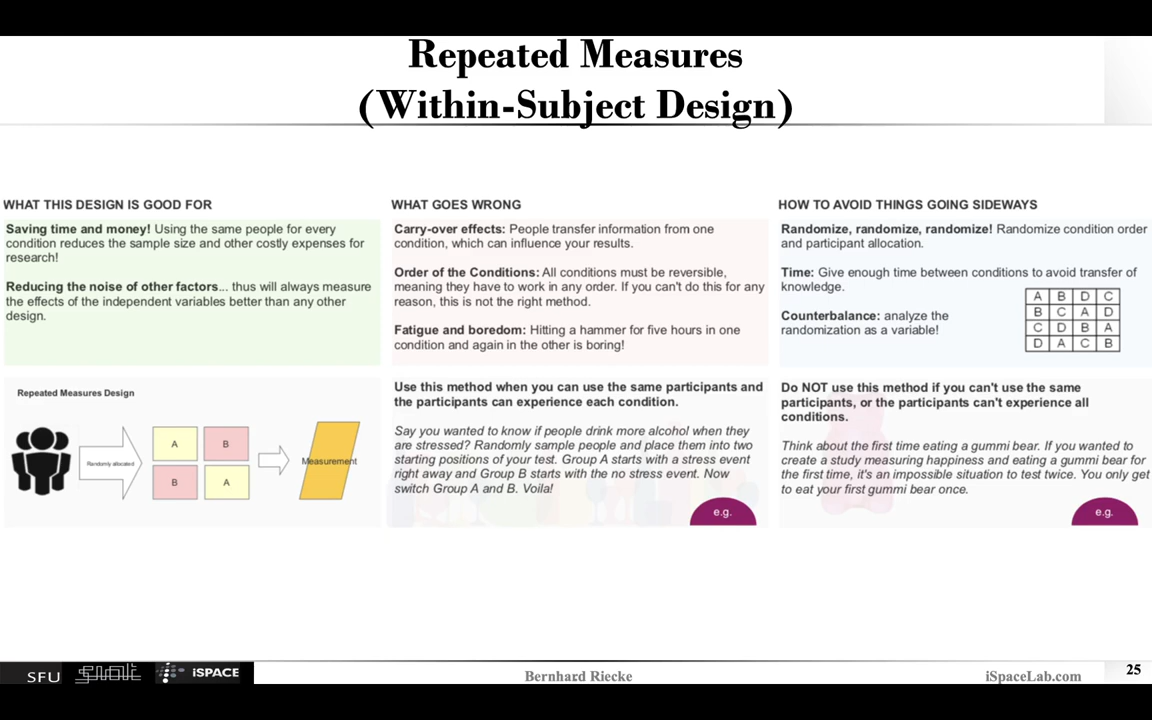 Repeated Measures
(Within-Subject Design)
WHAT THIS DESIGN IS GOOD FOR
Saving time and money! Using the same people for every
condition reduces the sample size and other costly expenses for
research!
Reducing the noise of other factors... thus will always measure
the effects of the independent variables better than any other
design.
WHAT GOES WRONG
Carry-over effects: People transfer information from one
condition, which can influence your results.
Order of the Conditions: All conditions must be reversible,
meaning they have to work in any order. If you can't do this for any
reason, this is not the right method.
Fatigue and boredom: Hitting a hammer for five hours in one
condition and again in the other is boring!
HOW TO AVOID THINGS GOING SIDEWAYS
Randomize, randomize, randomize! Randomize condition order
and participant allocation.
Time: Give enough time between conditions to avoid transfer of
knowledge.
Counterbalance: analyze the
randomization as a variable!
A B D C
B C A D
C D B A
D A C B
Repeated Measures Design
Randomly allocated
A B
B A
Measurement
Use this method when you can use the same participants and
the participants can experience each condition.
Say you wanted to know if people drink more alcohol when they
are stressed? Randomly sample people and place them into two
starting positions of your test. Group A starts with a stress event
right away and Group B starts with the no stress event. Now
switch Group A and B. Voila!
e.g.
Do NOT use this method if you can't use the same
participants, or the participants can't experience all
conditions.
Think about the first time eating a gummi bear. If you wanted to
create a study measuring happiness and eating a gummi bear for
the first time, it's an impossible situation to test twice. You only get
to eat your first gummi bear once.
e.g.
SFU
iSPACE
Bernhard Riecke
iSpaceLab.com
25